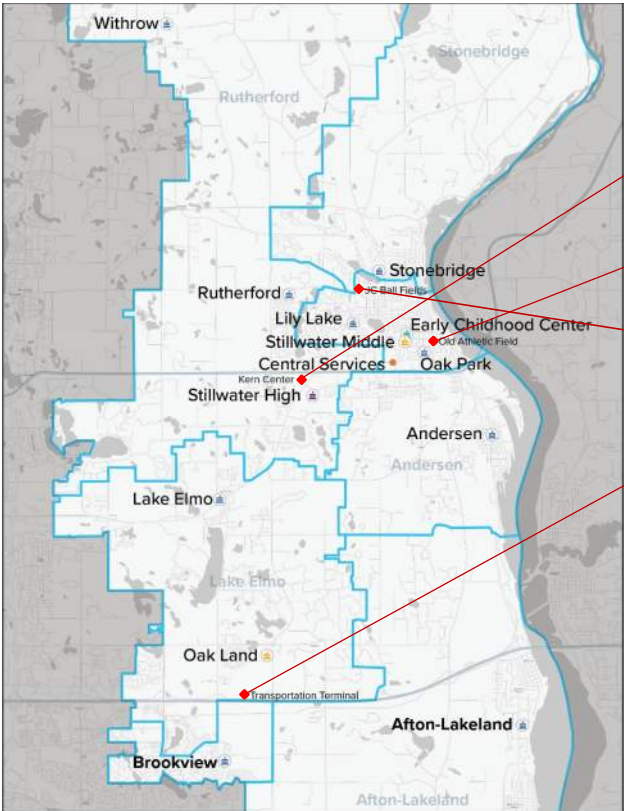 Withrow
Stonebridge
Rutherford
Stonebridge
JC Ball Fields
Rutherford
Lily Lake
Early Childhood Center
Stillwater Middle
Old Athletic Field
Central Services
Oak Park
Kern Center
Stillwater High
Andersen
Andersen
Lake Elmo
Lake Elmo
Oak Land
Transportation Terminal
Afton-Lakeland
Brookview
Afton-Lakeland